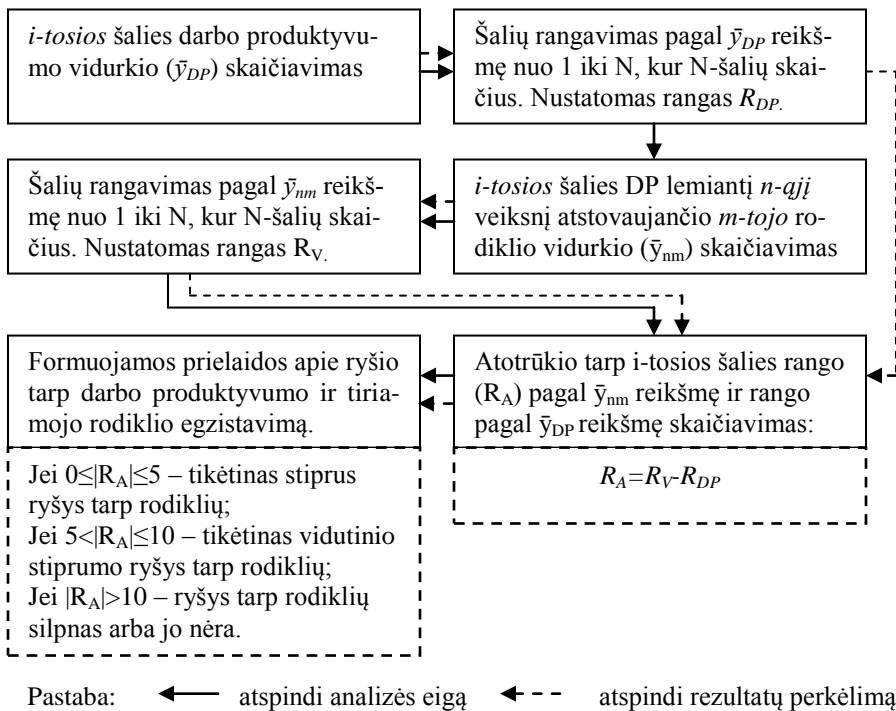 i-tosios šalies darbo produktyvu-
mo vidurkio (ȳDP) skaičiavimas
Šalių rangavimas pagal ȳDP reikš-
mę nuo 1 iki N, kur N-šalių skai-
čius. Nustatomas rangas RDP.
Šalių rangavimas pagal ȳnm reikš-
mę nuo 1 iki N, kur N-šalių skai-
čius. Nustatomas rangas RV.
i-tosios šalies DP lemiantį n-ąjį
veiksnį atstovaujančio m-tojo ro-
diklio vidurkio (ȳnm) skaičiavimas
Formuojamos prielaidos apie ryšio
tarp darbo produktyvumo ir tiria-
mojo rodiklio egzistavimą.
Atotrūkio tarp i-tosios šalies rango
(RA) pagal ȳnm reikšmę ir rango
pagal ȳDP reikšmę skaičiavimas:
Jei 0≤|RA|≤5 – tikėtinas stiprus
ryšys tarp rodiklių;
Jei 5<|RA|≤10 – tikėtinas vidutinio
stiprumo ryšys tarp rodiklių;
Jei |RA|>10 – ryšys tarp rodiklių
silpnas arba jo nėra.
RA=RV-RDP
Pastaba: atspindi analizės eigą atspindi rezultatų perkėlimą